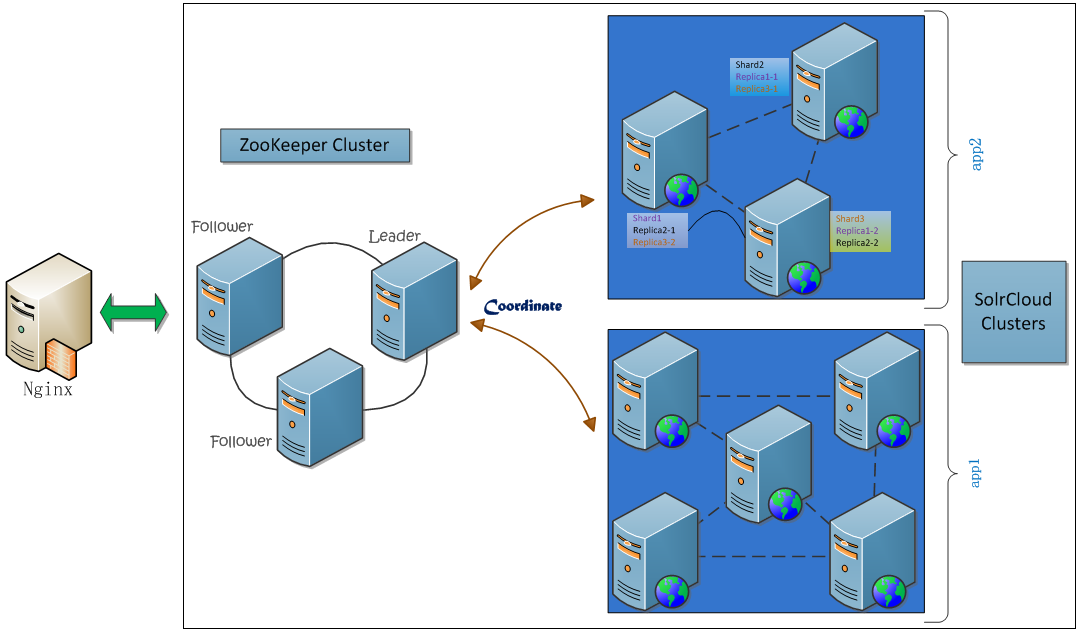 ZooKeeper Cluster
Follower
Leader
Follower
Nginx
Coordinate
Shard2
Replica1-1
Replica3-1
Shard1
Replica2-1
Replica3-2
Shard3
Replica1-2
Replica2-2
app2
app1
SolrCloud
Clusters